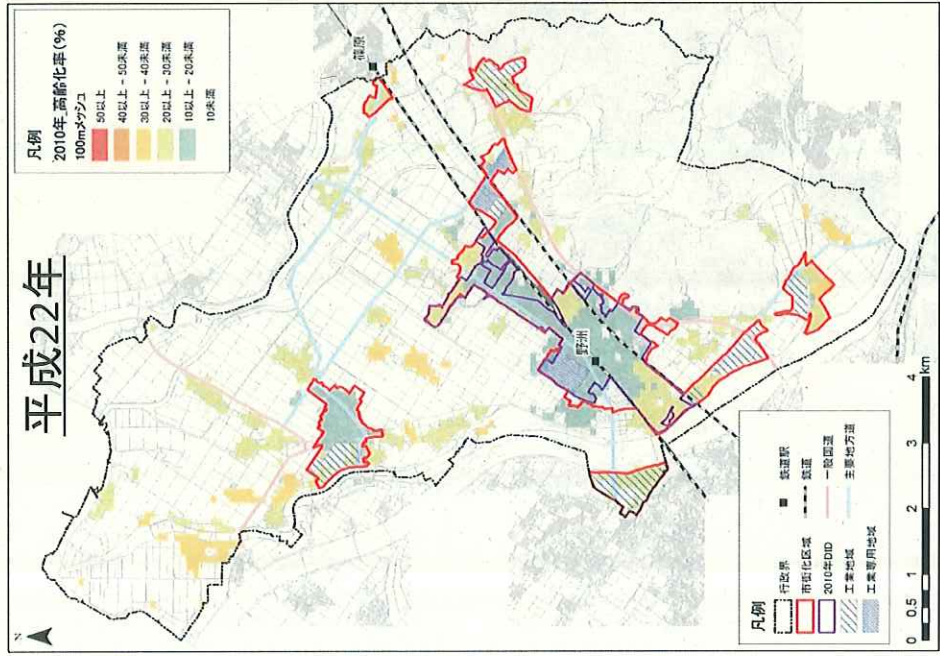 平成22年
凡例
2010年 高齢化率(%)
100mメッシュ
50以上
40以上 - 50未満
30以上 - 40未満
20以上 - 30未満
10以上 - 20未満
10未満
篠原
野洲
N
凡例
行政界
市街化区域
2010年DID
工業地域
工業専用地域
鉄道駅
鉄道
一般国道
主要地方道
0 0.5 1 2 3 4
km